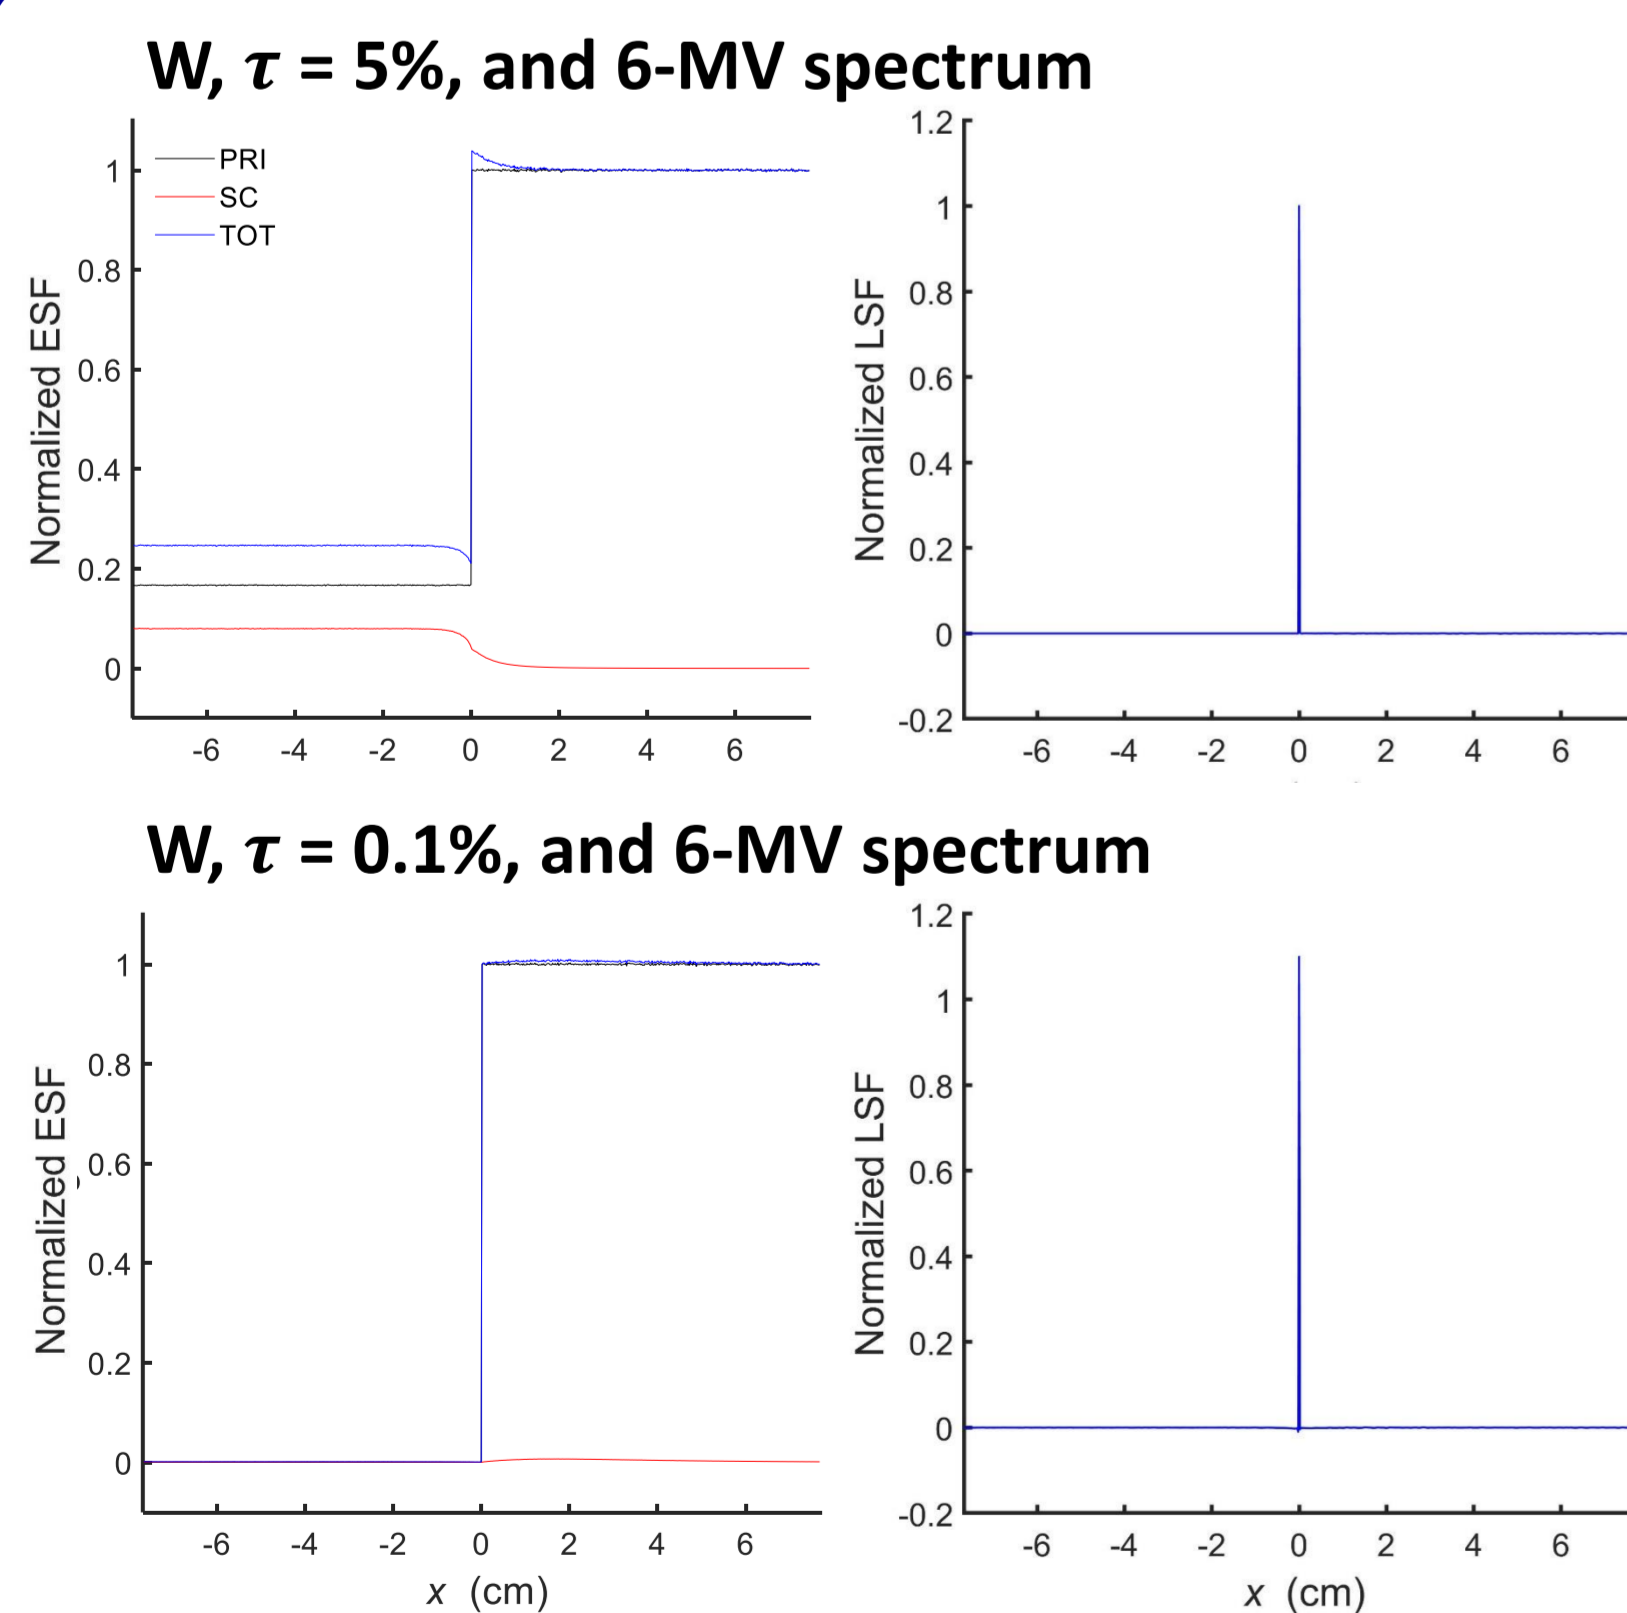 W, τ = 5%, and 6-MV spectrum
Normalized ESF
1
0.8
0.6
0.4
0.2
0
PRI
SC
TOT
-6 -4 -2 0 2 4 6
Normalized LSF
1.2
1
0.8
0.6
0.4
0.2
0
-0.2
-6 -4 -2 0 2 4 6
W, τ = 0.1%, and 6-MV spectrum
Normalized ESF
1
0.8
0.6
0.4
0.2
0
-6 -4 -2 0 2 4 6
x (cm)
Normalized LSF
1.2
1
0.8
0.6
0.4
0.2
0
-0.2
-6 -4 -2 0 2 4 6
x (cm)